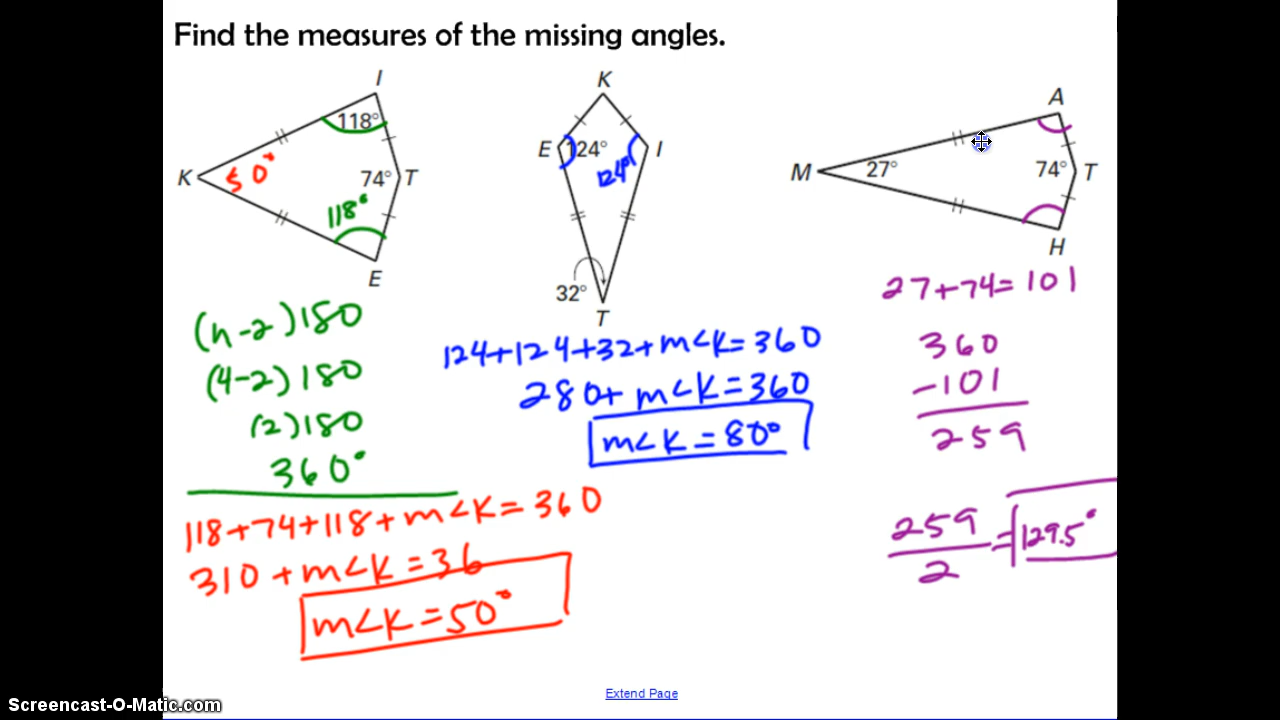 Find the measures of the missing angles.
I
118°
K
50°
74°
T
118°
E
K
E
124°
I
124°
32°
T
A
M
27°
74°
T
H
(n-2)180
(4-2)180
(2)180
360°
118+74+118+m<K=360
310+m<K=36
m<K=50°
124+124+32+m<K=360
280+m<K=360
m<K=80°
27+74=101
360
-101
259
259
2
=129.5°
Extend Page
Screencast-O-Matic.com